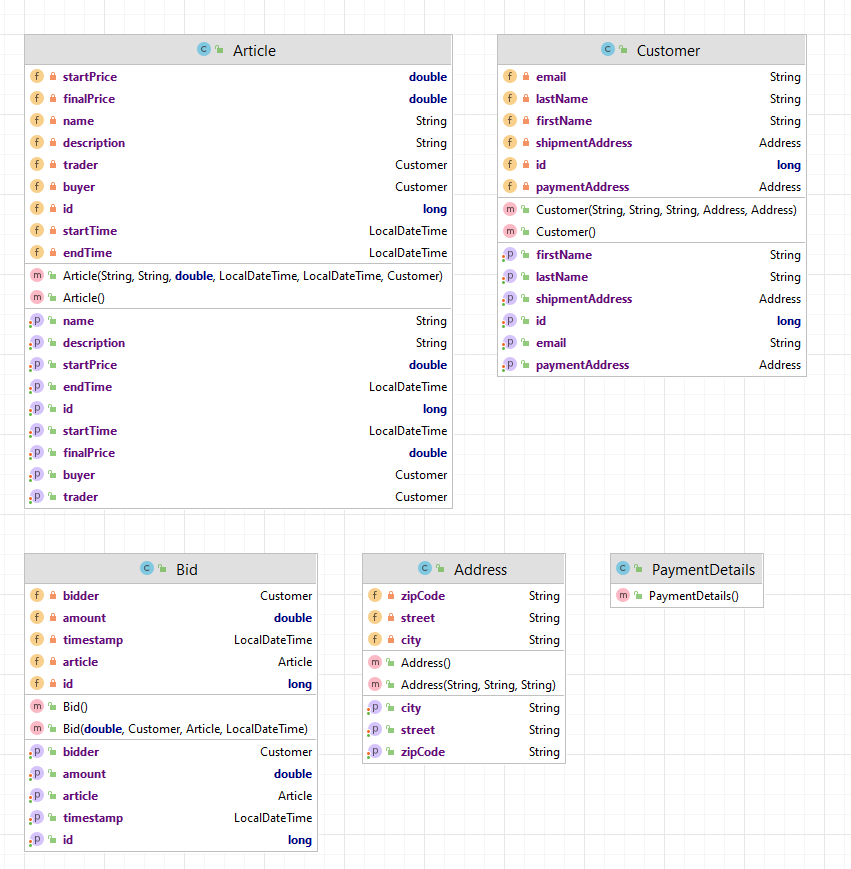 Article
startPrice double
finalPrice double
name String
description String
trader Customer
buyer Customer
id long
startTime LocalDateTime
endTime LocalDateTime
Article(String, String, double, LocalDateTime, LocalDateTime, Customer)
Article()
name String
description String
startPrice double
endTime LocalDateTime
id long
startTime LocalDateTime
finalPrice double
buyer Customer
trader Customer
Customer
email String
lastName String
firstName String
shipmentAddress Address
id long
paymentAddress Address
Customer(String, String, String, Address, Address)
Customer()
firstName String
lastName String
shipmentAddress Address
id long
email String
paymentAddress Address
Bid
bidder Customer
amount double
timestamp LocalDateTime
article Article
id long
Bid()
Bid(double, Customer, Article, LocalDateTime)
bidder Customer
amount double
article Article
timestamp LocalDateTime
id long
Address
zipCode String
street String
city String
Address()
Address(String, String, String)
city String
street String
zipCode String
PaymentDetails
PaymentDetails()